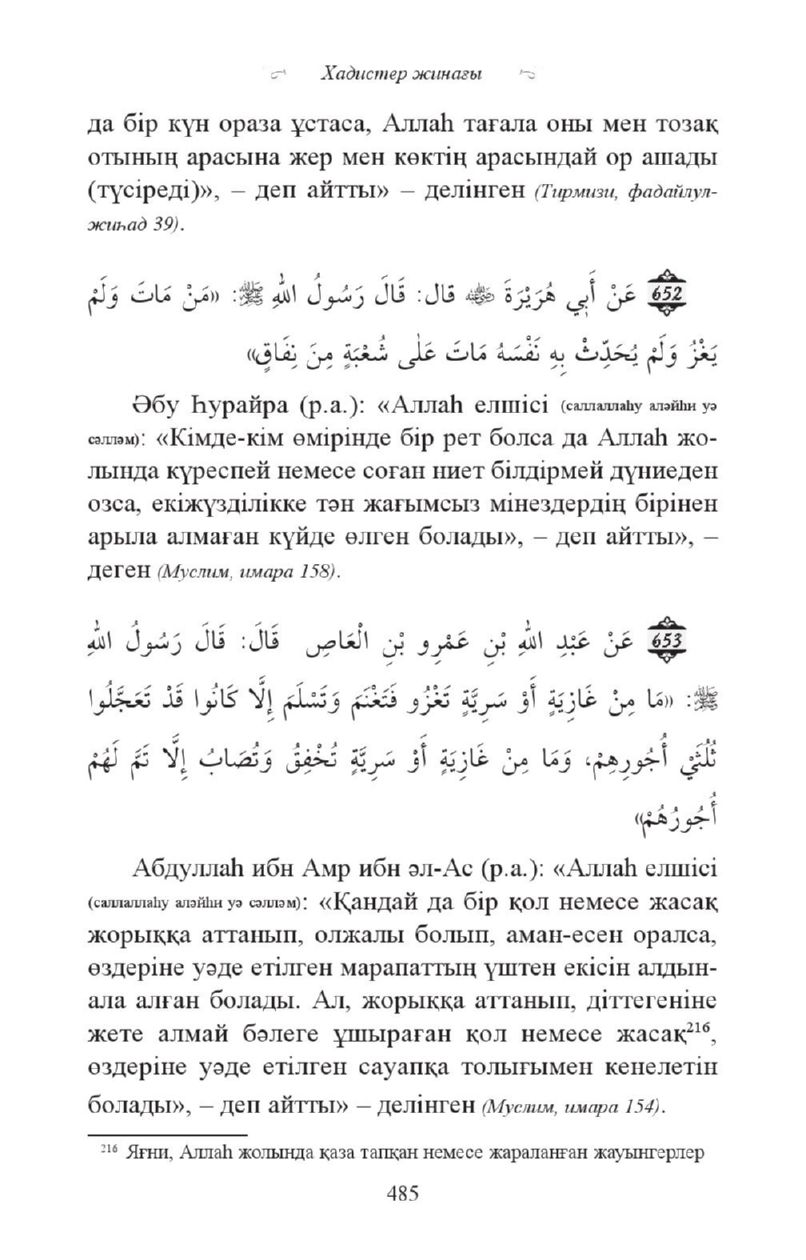 Хадистер жинағы
да бір күн ораза ұстаса, Аллаһ тағала оны мен тозақ
отының арасына жер мен көктің арасындай ор ашады
(түсіреді)», – деп айтты» – делінген (Тирмизи, фадайлул-
жиһад 39).
652 عَنْ أَبِي هُرَيْرَةَ ﷺ قال: قَالَ رَسُولُ اللهِ ﷺ: «مَنْ مَاتَ وَلَمْ
يَغْزُ وَلَمْ يُحَدِّثْ بِهِ نَفْسَهُ مَاتَ عَلَى شُعْبَةٍ مِنَ نِفَاقٍ»
Әбу Һурайра (р.а.): «Аллаһ елшісі (саллаллаһу аләйһи уә
сәлләм): «Кімде-кім өмірінде бір рет болса да Аллаһ жо-
лында күреспей немесе соған ниет білдірмей дүниеден
озса, екіжүзділікке тән жағымсыз мінездердің бірінен
арыла алмаған күйде өлген болады», – деп айтты», –
деген (Муслим, имара 158).
653 عَنْ عَبْدِ اللهِ بْنِ عَمْرِو بْنِ الْعَاصِ قَالَ: قَالَ رَسُولُ اللهِ
ﷺ: «مَا مِنْ غَازِيَةٍ أَوْ سَرِيَّةٍ تَغْزُو فَتَغْنَمَ وَتَسْلَمَ إِلَّا كَانُوا قَدْ تَعَجَّلُوا
ثُلُثَيْ أُجُورِهِمْ، وَمَا مِنْ غَازِيَةٍ أَوْ سَرِيَّةٍ تُخْفِقُ وَتُصَابُ إِلَّا تَمَّ لَهُمْ
أُجُورُهُمْ»
Абдуллаһ ибн Амр ибн әл-Ас (р.а.): «Аллаһ елшісі
(саллаллаһу аләйһи уә сәлләм): «Қандай да бір қол немесе жасақ
жорыққа аттанып, олжалы болып, аман-есен оралса,
өздеріне уәде етілген марапаттың үштен екісін алдын-
ала алған болады. Ал, жорыққа аттанып, діттегеніне
жете алмай бәлеге ұшыраған қол немесе жасақ²¹⁶,
өздеріне уәде етілген сауапқа толығымен кенелетін
болады», – деп айтты» – делінген (Муслим, имара 154).
²¹⁶ Яғни, Аллаһ жолында қаза тапқан немесе жараланған жауынгерлер
485